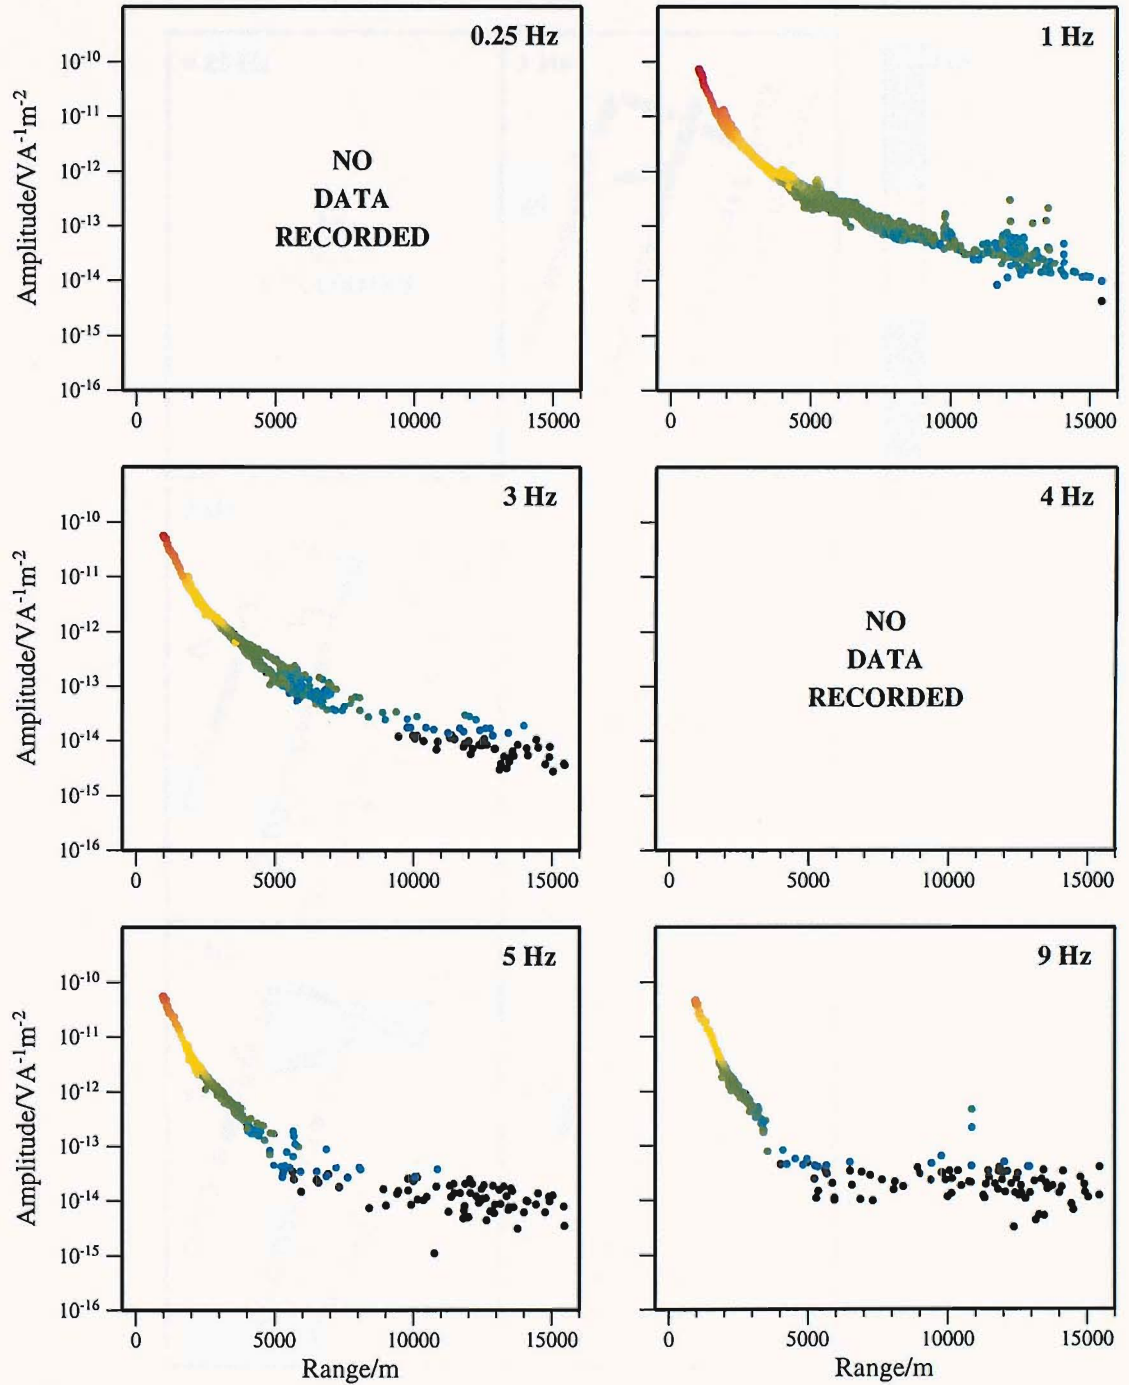 0.25 Hz
1 Hz
Amplitude/VA⁻¹m⁻²
10⁻¹⁰
10⁻¹¹
10⁻¹²
10⁻¹³
10⁻¹⁴
10⁻¹⁵
10⁻¹⁶
NO
DATA
RECORDED
0 5000 10000 15000
0 5000 10000 15000
3 Hz
4 Hz
Amplitude/VA⁻¹m⁻²
10⁻¹⁰
10⁻¹¹
10⁻¹²
10⁻¹³
10⁻¹⁴
10⁻¹⁵
10⁻¹⁶
NO
DATA
RECORDED
0 5000 10000 15000
0 5000 10000 15000
5 Hz
9 Hz
Amplitude/VA⁻¹m⁻²
10⁻¹⁰
10⁻¹¹
10⁻¹²
10⁻¹³
10⁻¹⁴
10⁻¹⁵
10⁻¹⁶
0 5000 10000 15000
0 5000 10000 15000
Range/m
Range/m